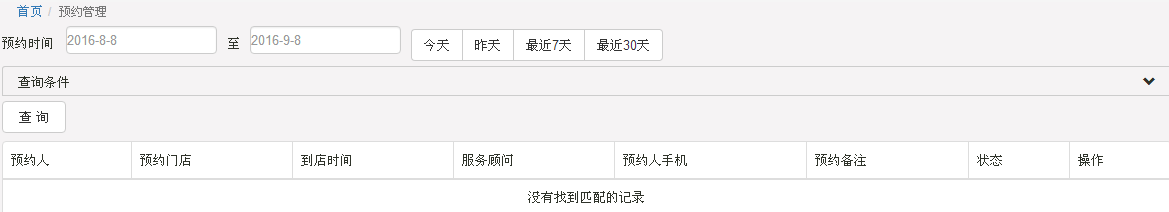 首页 / 预约管理
预约时间 2016-8-8 至 2016-9-8 今天 昨天 最近7天 最近30天
查询条件
查 询
预约人 预约门店 到店时间 服务顾问 预约人手机 预约备注 状态 操作
没有找到匹配的记录